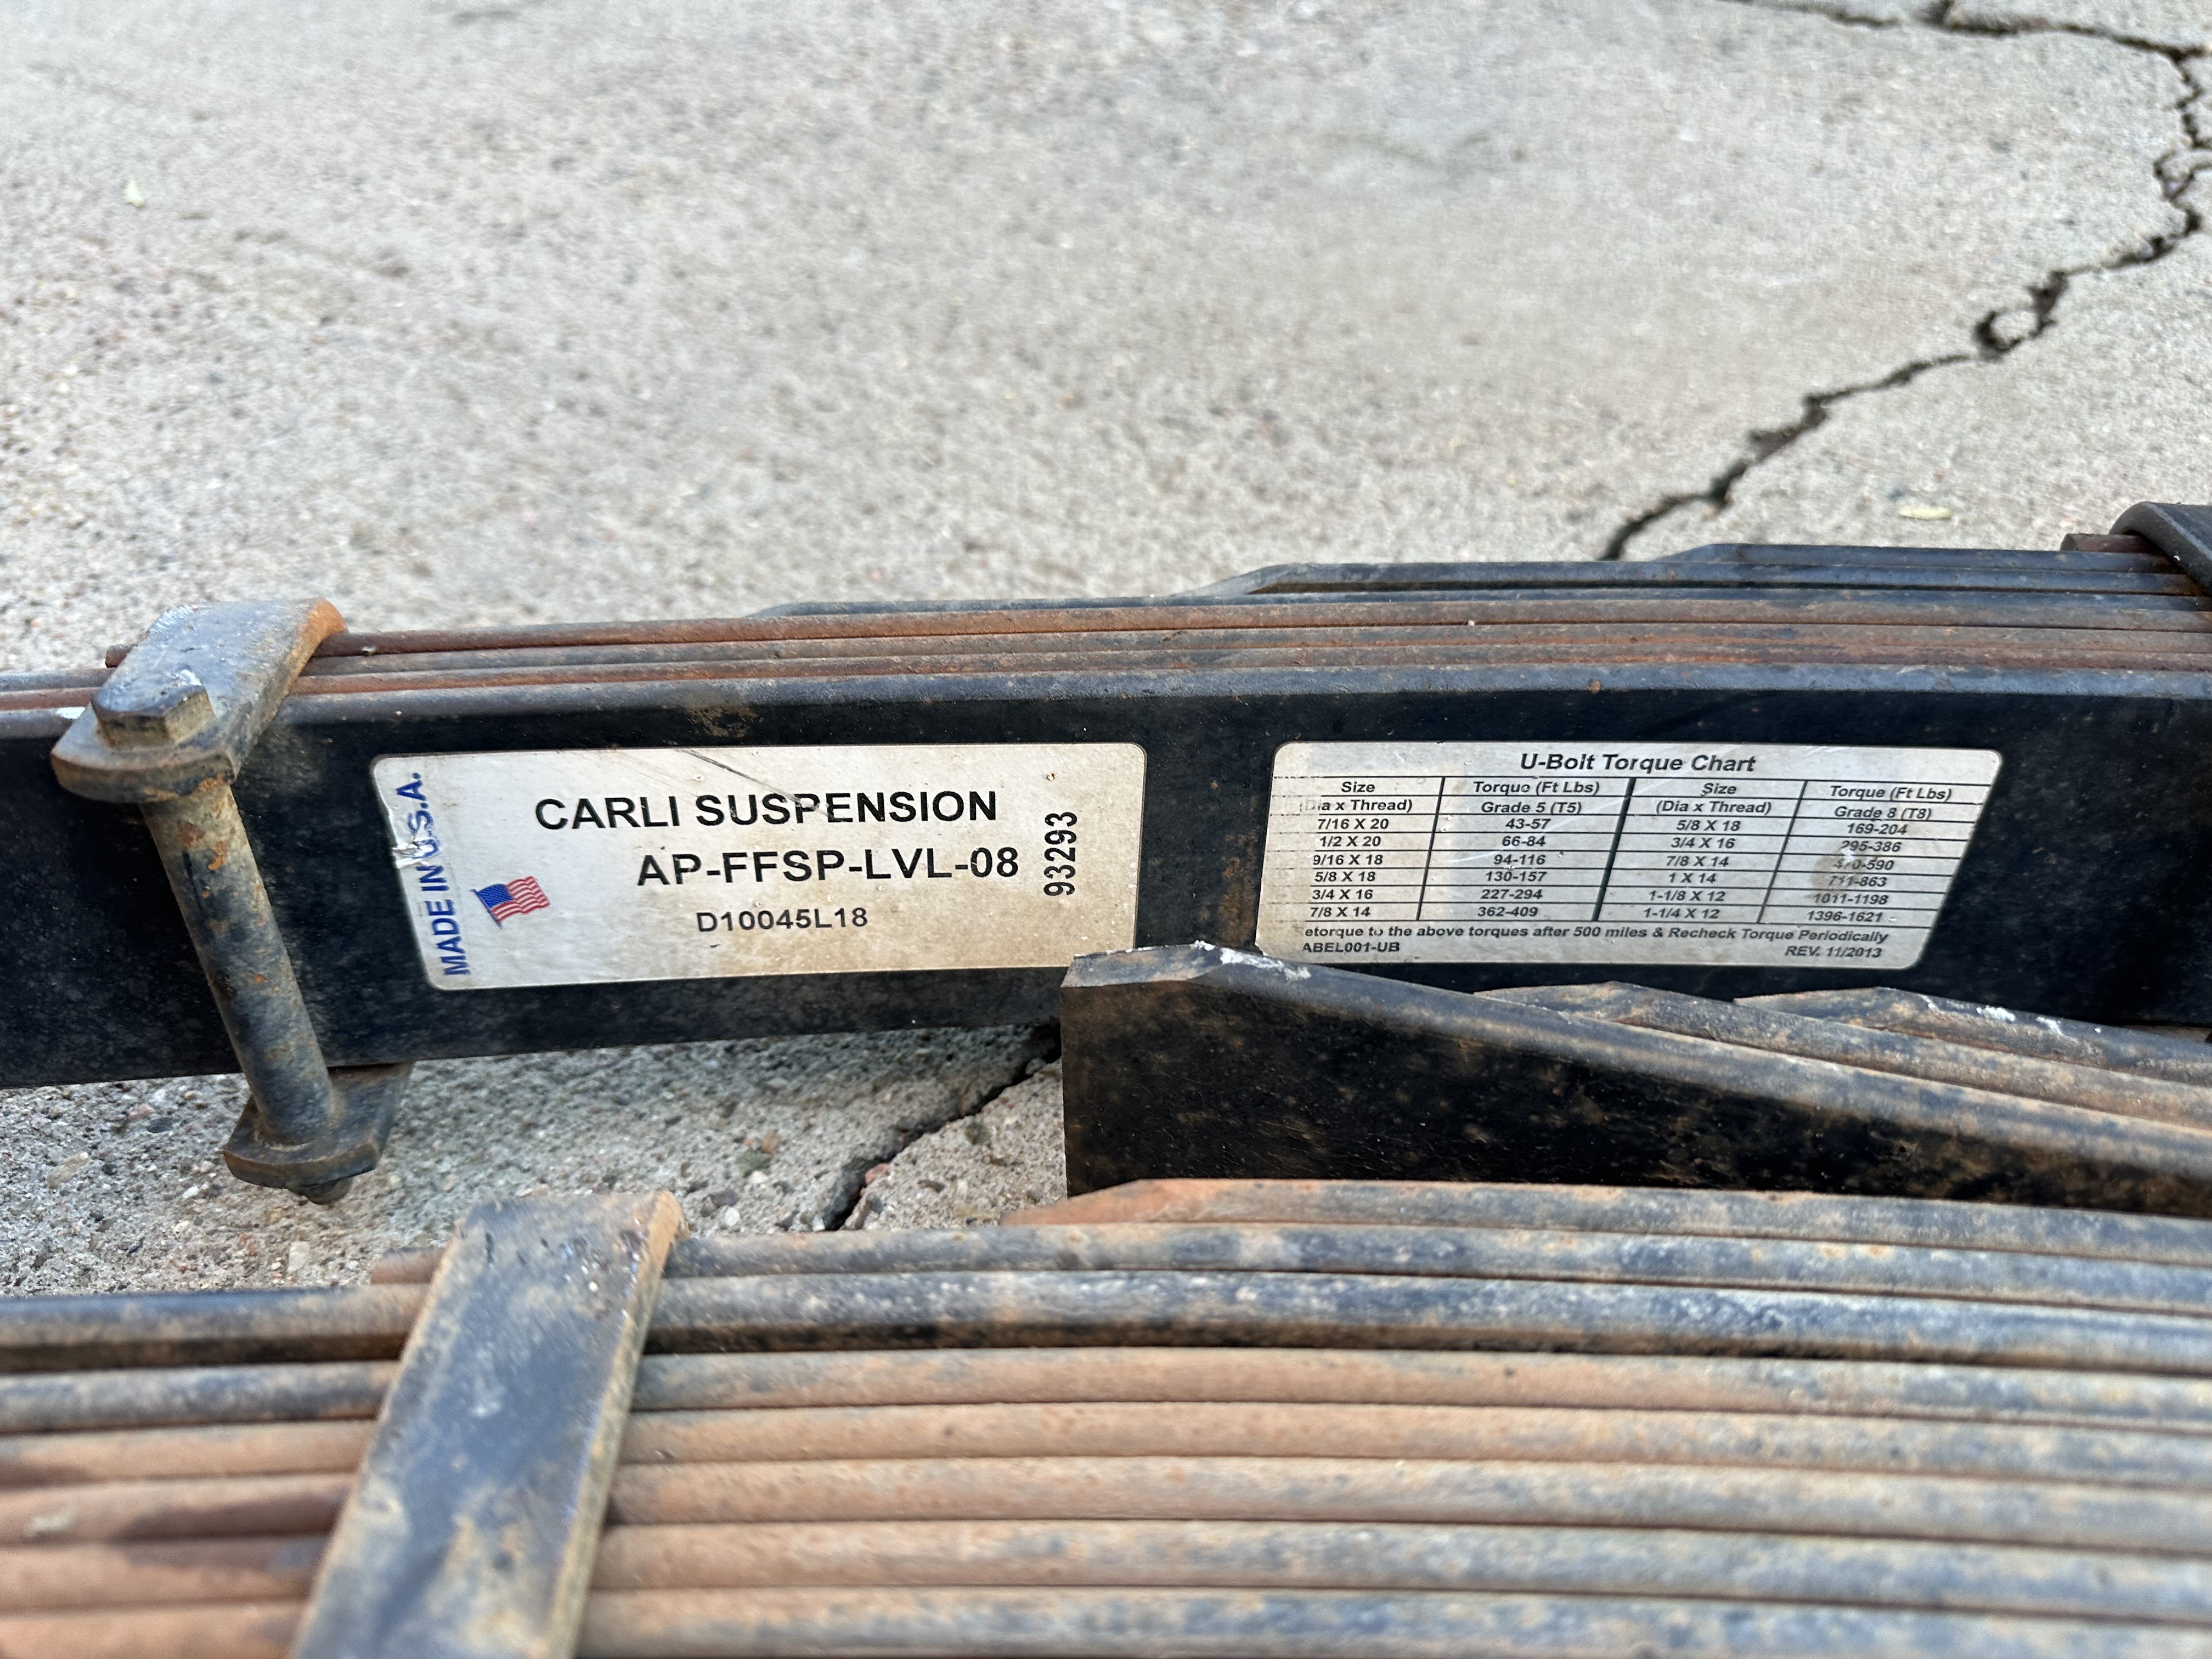 MADE IN U.S.A.
CARLI SUSPENSION
AP-FFSP-LVL-08
D10045L18
93293
U-Bolt Torque Chart
Size Torque (Ft Lbs) Size Torque (Ft Lbs)
(Dia x Thread) Grade 5 (T5) (Dia x Thread) Grade 8 (T8)
7/16 X 20 43-57 5/8 X 18 169-204
1/2 X 20 66-84 3/4 X 16 295-386
9/16 X 18 94-116 7/8 X 14
5/8 X 18 130-157 1 X 14 711-863
3/4 X 16 227-294 1-1/8 X 12 1011-1198
7/8 X 14 362-409 1-1/4 X 12 1396-1621
etorque to the above torques after 500 miles & Recheck Torque Periodically
ABEL001-UB REV. 11/2013